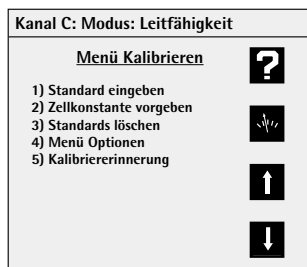 Kanal C: Modus: Leitfähigkeit
Menü Kalibrieren
1) Standard eingeben
2) Zellkonstante vorgeben
3) Standards löschen
4) Menü Optionen
5) Kalibriererinnerung
?